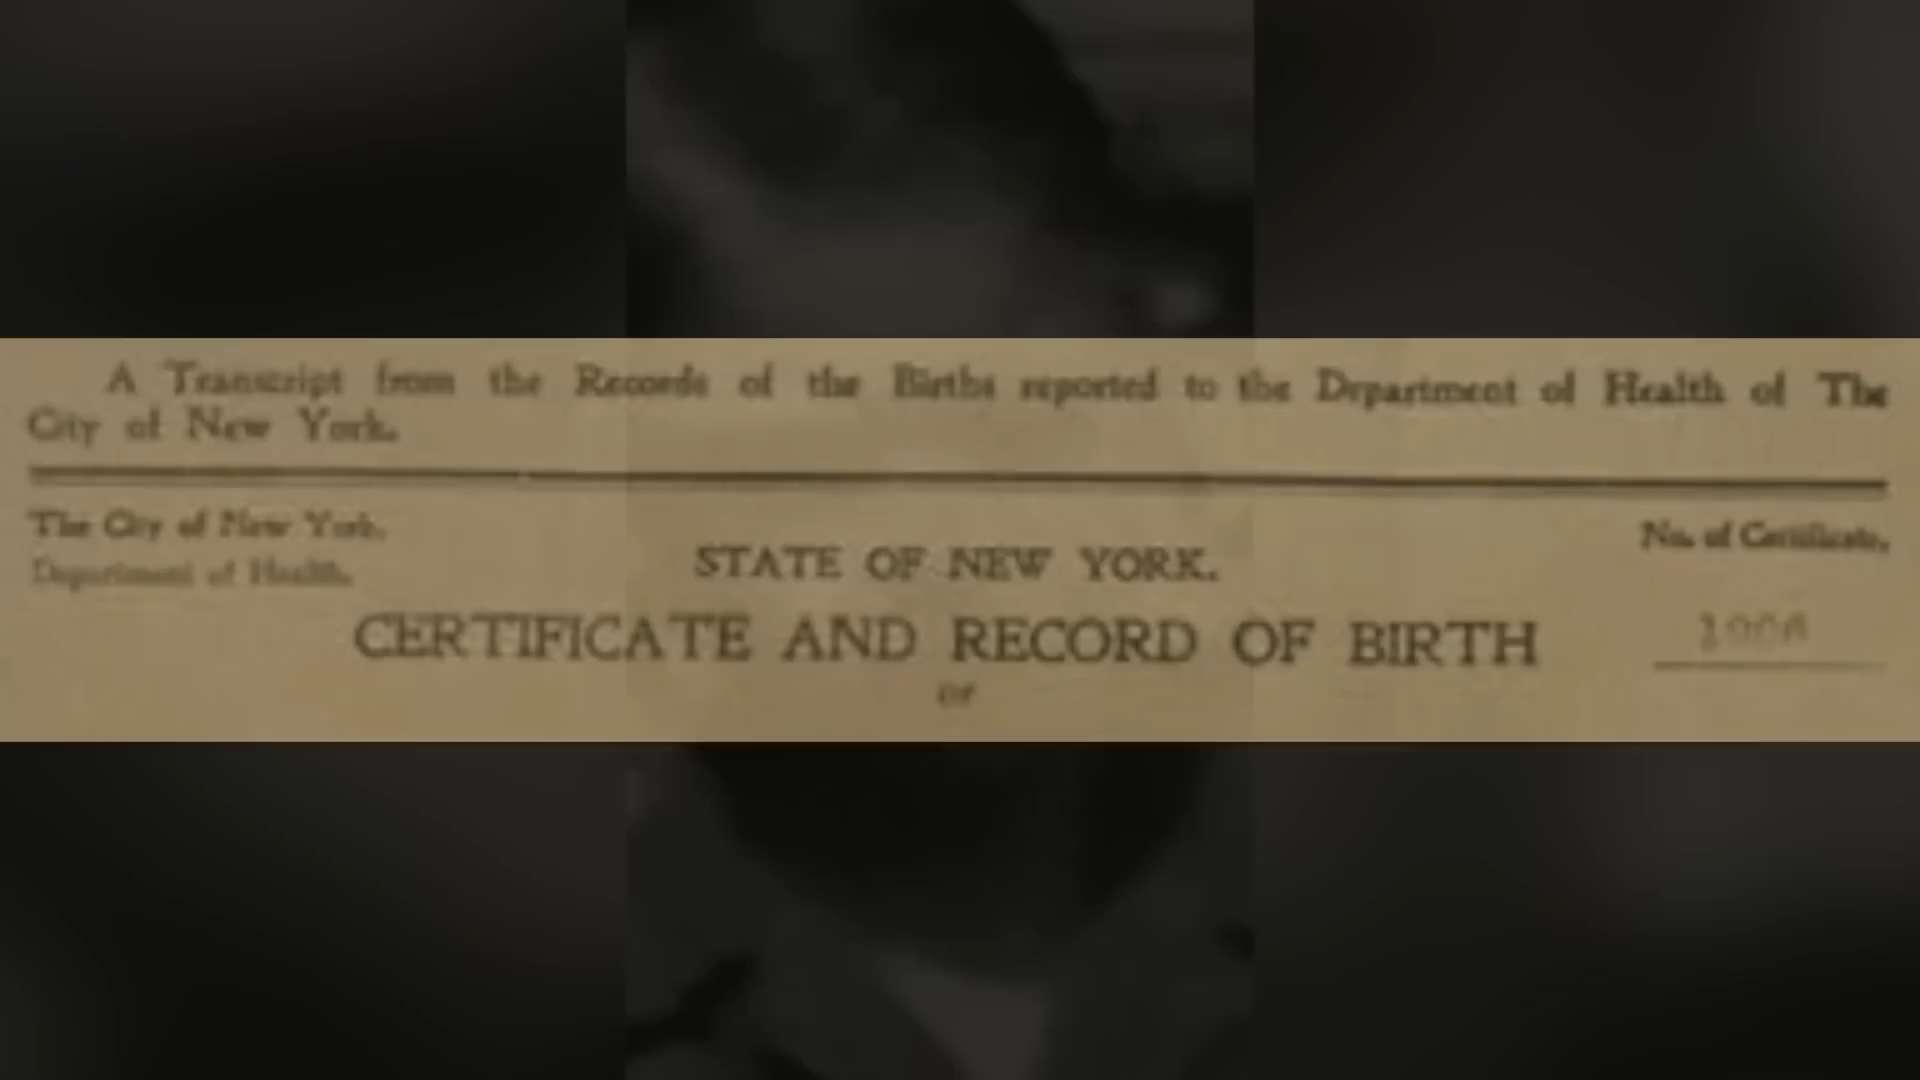 A Transcript from the Records of the Births reported to the Department of Health of The
City of New York.
The City of New York.
Department of Health.
No. of Certificate,
STATE OF NEW YORK.
CERTIFICATE AND RECORD OF BIRTH
OF